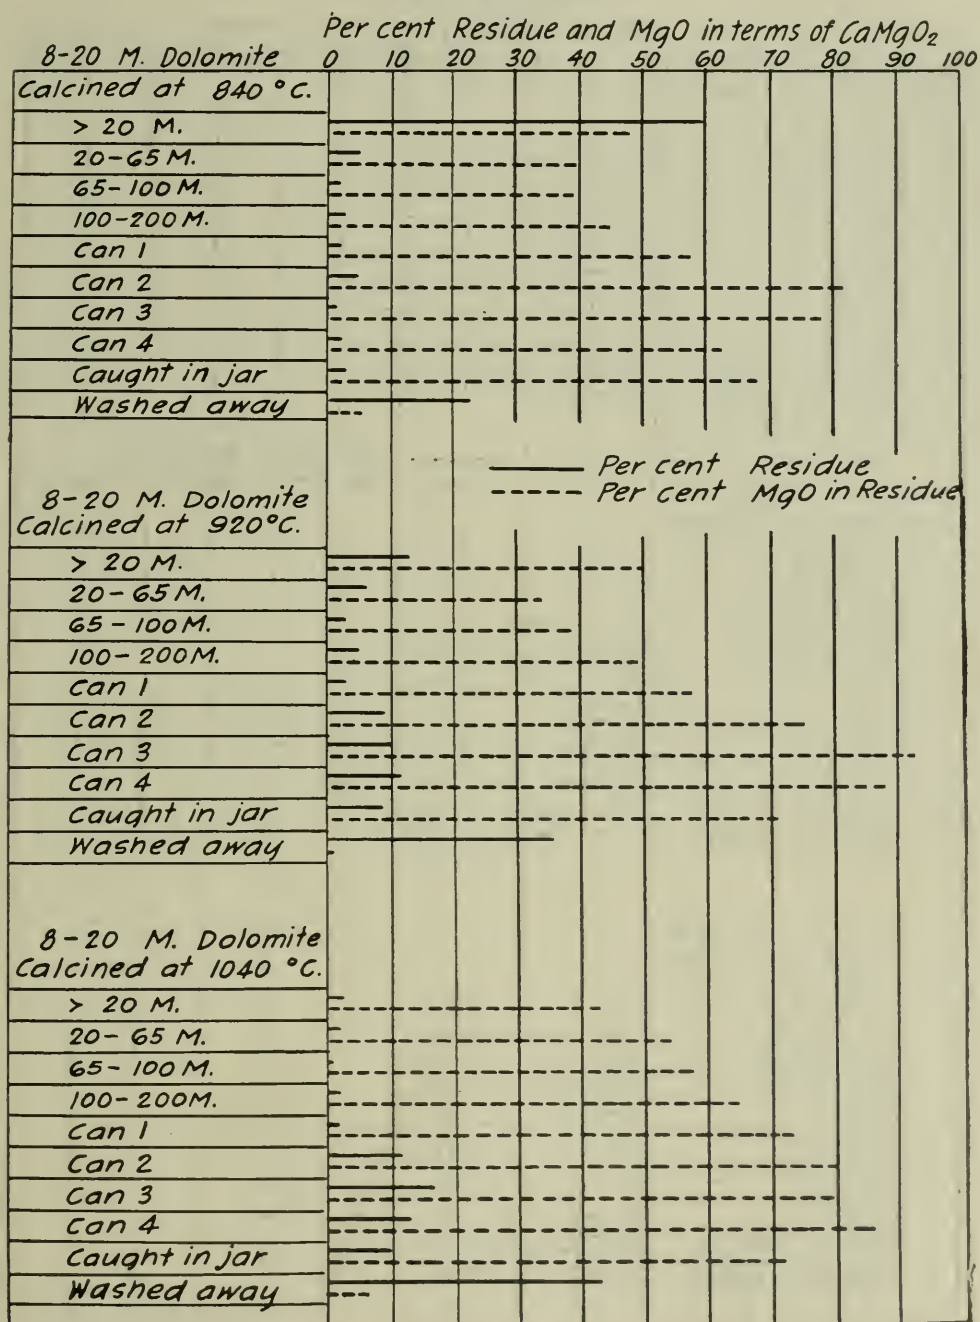 Per cent Residue and MgO in terms of CaMgO2
8-20 M. Dolomite 0 10 20 30 40 50 60 70 80 90 100
Calcined at 840 °C.
> 20 M.
20-65 M.
65-100 M.
100-200 M.
Can 1
Can 2
Can 3
Can 4
Caught in jar
Washed away
Per cent Residue
Per cent MgO in Residue
8-20 M. Dolomite
Calcined at 920°C.
> 20 M.
20-65 M.
65-100 M.
100-200 M.
Can 1
Can 2
Can 3
Can 4
Caught in jar
Washed away
8-20 M. Dolomite
Calcined at 1040 °C.
> 20 M.
20-65 M.
65-100 M.
100-200 M.
Can 1
Can 2
Can 3
Can 4
Caught in jar
Washed away